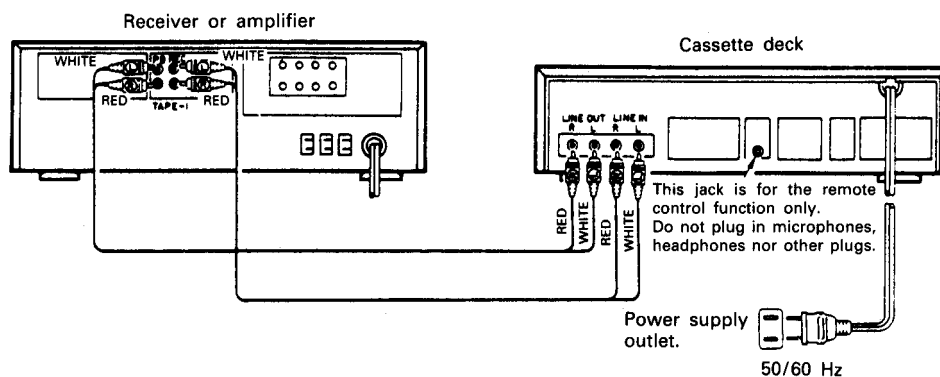 Receiver or amplifier
WHITE
PB REC
WHITE
RED
RED
TAPE-1
Cassette deck
LINE OUT LINE IN
R L R L
RED
WHITE
RED
WHITE
This jack is for the remote
control function only.
Do not plug in microphones,
headphones nor other plugs.
Power supply
outlet.
50/60 Hz